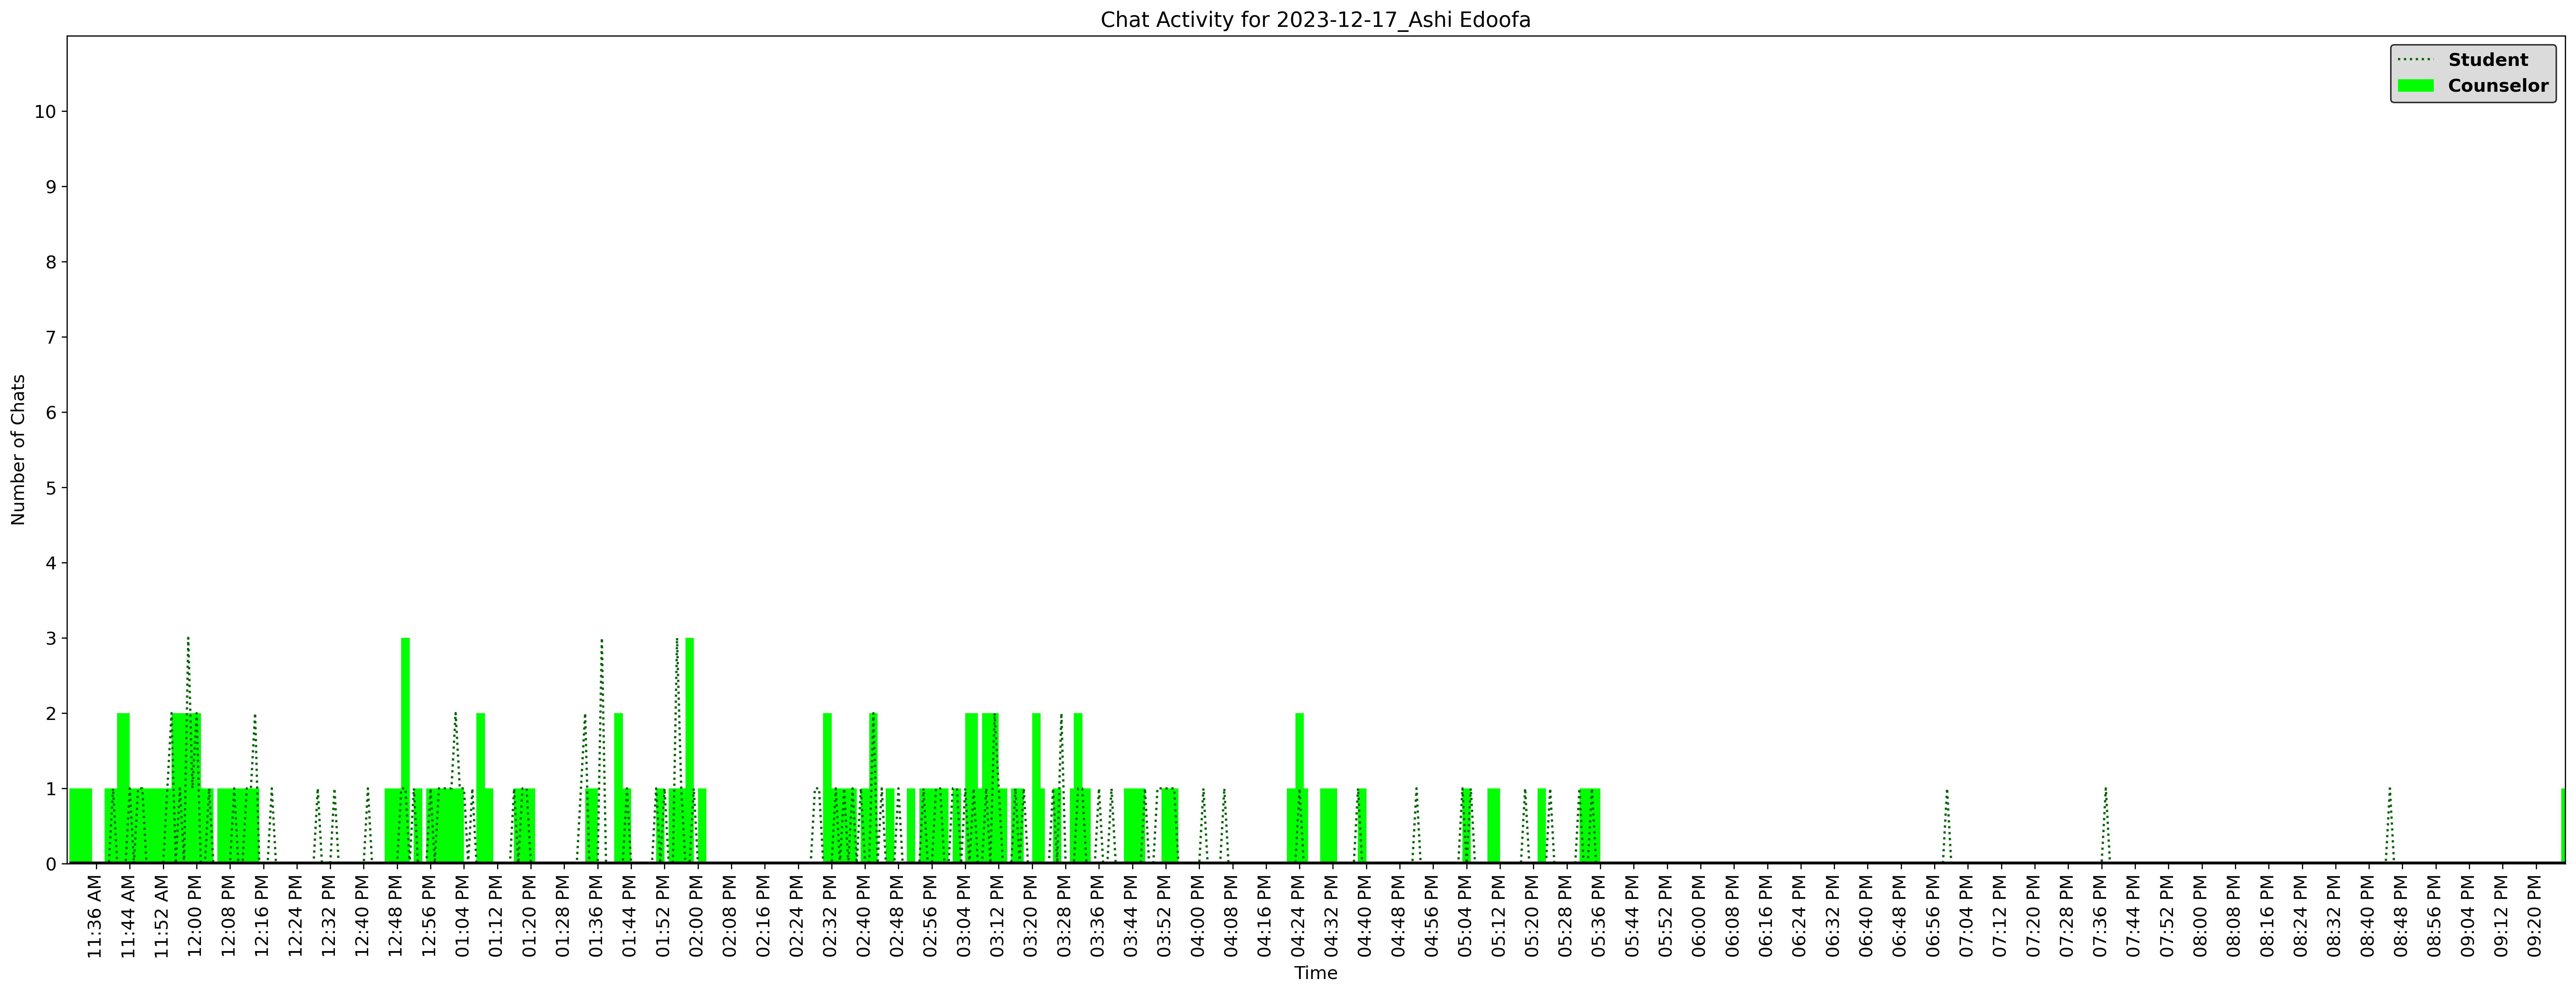 Chat Activity for 2023-12-17_Ashi Edoofa
Student
Counselor
Number of Chats
10
9
8
7
6
5
4
3
2
1
0
11:36 AM
11:44 AM
11:52 AM
12:00 PM
12:08 PM
12:16 PM
12:24 PM
12:32 PM
12:40 PM
12:48 PM
12:56 PM
01:04 PM
01:12 PM
01:20 PM
01:28 PM
01:36 PM
01:44 PM
01:52 PM
02:00 PM
02:08 PM
02:16 PM
02:24 PM
02:32 PM
02:40 PM
02:48 PM
02:56 PM
03:04 PM
03:12 PM
03:20 PM
03:28 PM
03:36 PM
03:44 PM
03:52 PM
04:00 PM
04:08 PM
04:16 PM
04:24 PM
04:32 PM
04:40 PM
04:48 PM
04:56 PM
05:04 PM
05:12 PM
05:20 PM
05:28 PM
05:36 PM
05:44 PM
05:52 PM
06:00 PM
06:08 PM
06:16 PM
06:24 PM
06:32 PM
06:40 PM
06:48 PM
06:56 PM
07:04 PM
07:12 PM
07:20 PM
07:28 PM
07:36 PM
07:44 PM
07:52 PM
08:00 PM
08:08 PM
08:16 PM
08:24 PM
08:32 PM
08:40 PM
08:48 PM
08:56 PM
09:04 PM
09:12 PM
09:20 PM
Time